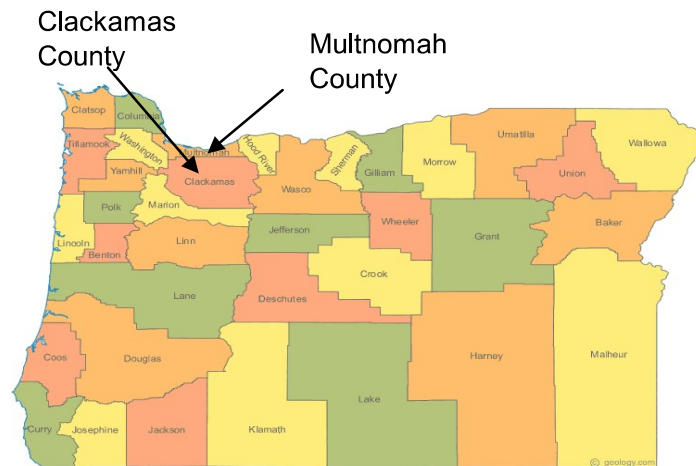 Clackamas
County
Multnomah
County
Clatsop
Columbia
Tillamook
Washington
Multnomah
Hood River
Sherman
Gilliam
Morrow
Umatilla
Union
Wallowa
Yamhill
Clackamas
Wasco
Polk
Marion
Wheeler
Grant
Baker
Lincoln
Benton
Linn
Jefferson
Crook
Lane
Deschutes
Coos
Douglas
Harney
Malheur
Lake
Curry
Josephine
Jackson
Klamath
© geology.com